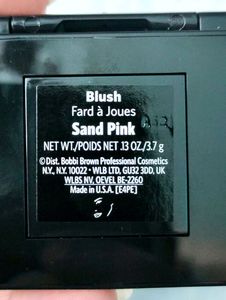 Blush
Fard à Joues
Sand Pink
NET WT./POIDS NET .13 OZ./3.7 g
©Dist. Bobbi Brown Professional Cosmetics
N.Y., N.Y. 10022 • WLB LTD, GU32 3DD, UK
WLBS NV. OEVEL BE-2260
Made in U.S.A. [E4PE]